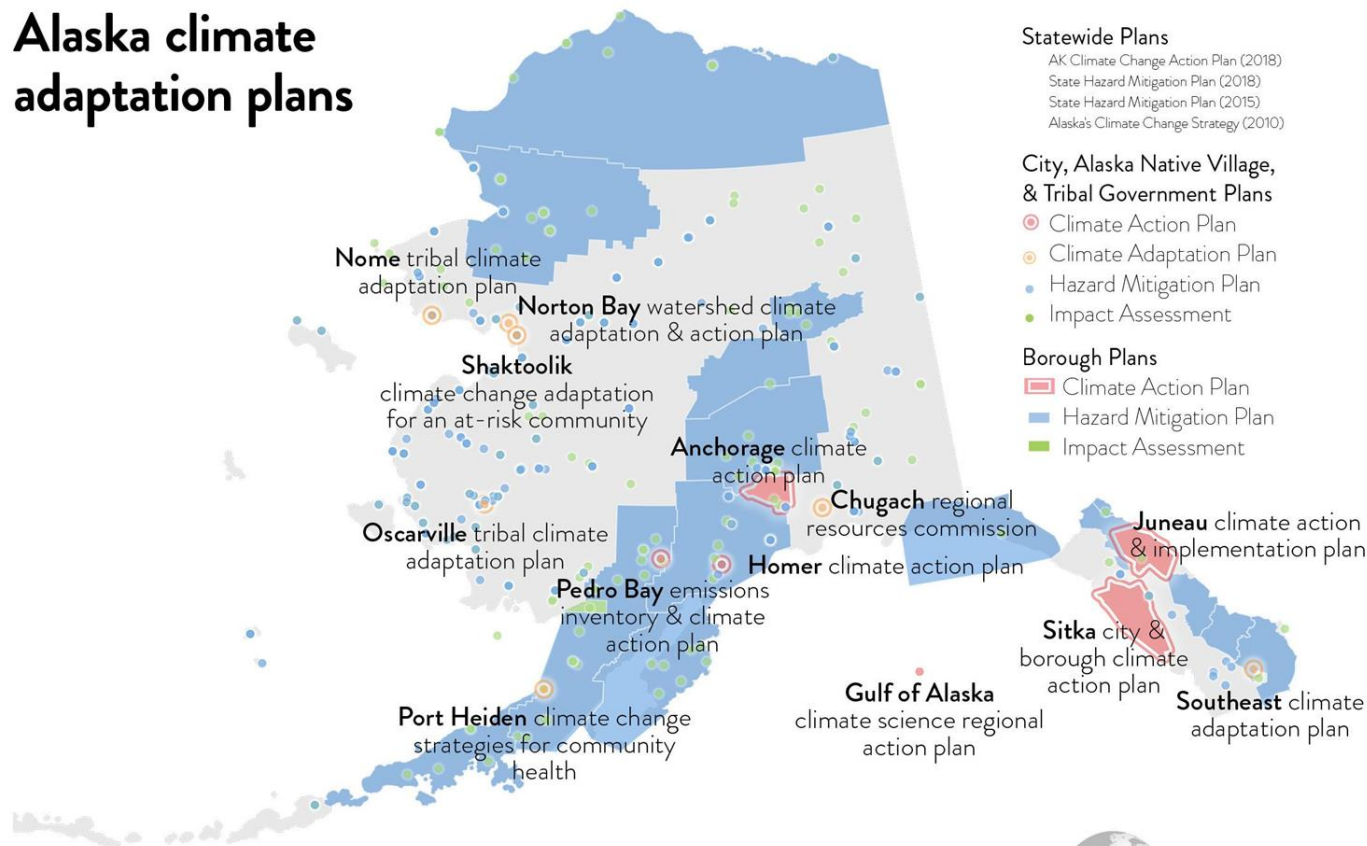 Alaska climate
adaptation plans
Statewide Plans
AK Climate Change Action Plan (2018)
State Hazard Mitigation Plan (2018)
State Hazard Mitigation Plan (2015)
Alaska's Climate Change Strategy (2010)
City, Alaska Native Village,
& Tribal Government Plans
Climate Action Plan
Climate Adaptation Plan
Hazard Mitigation Plan
Impact Assessment
Borough Plans
Climate Action Plan
Hazard Mitigation Plan
Impact Assessment
Nome tribal climate
adaptation plan
Norton Bay watershed climate
adaptation & action plan
Shaktoolik
climate change adaptation
for an at-risk community
Anchorage climate
action plan
Chugach regional
resources commission
Oscarville tribal climate
adaptation plan
Homer climate action plan
Pedro Bay emissions
inventory & climate
action plan
Juneau climate action
& implementation plan
Sitka city &
borough climate
action plan
Gulf of Alaska
climate science regional
action plan
Southeast climate
adaptation plan
Port Heiden climate change
strategies for community
health